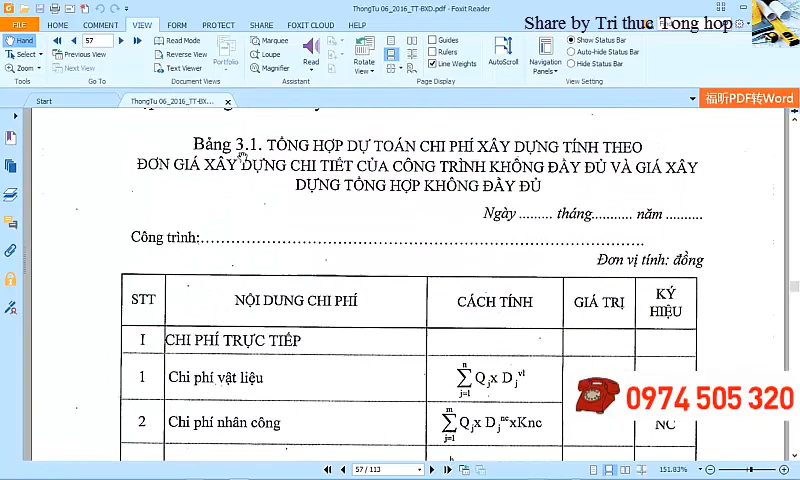 ThongTu 06_2016_TT-BXD.pdf - Foxit Reader
Share by Tri thuc Tong hop
FILE HOME COMMENT VIEW FORM PROTECT SHARE FOXIT CLOUD HELP
Hand 57 Read Mode Marquee Guides Show Status Bar
Select Previous View Reverse View Loupe Rulers Auto-hide Status Bar
Zoom Next View Text Viewer Magnifier Line Weights Hide Status Bar
Portfolio Read Rotate View AutoScroll Navigation Panels
Tools Go To Document Views Assistant Page Display View Setting
Start ThongTu 06_2016_TT-BX... 福昕PDF转Word
Bảng 3.1. TỔNG HỢP DỰ TOÁN CHI PHÍ XÂY DỰNG TÍNH THEO
ĐƠN GIÁ XÂY DỰNG CHI TIẾT CỦA CÔNG TRÌNH KHÔNG ĐẦY ĐỦ VÀ GIÁ XÂY
DỰNG TỔNG HỢP KHÔNG ĐẦY ĐỦ
Ngày ......... tháng........... năm ..........
Công trình:..........................................................................................
Đơn vị tính: đồng
STT NỘI DUNG CHI PHÍ CÁCH TÍNH GIÁ TRỊ KÝ HIỆU
I CHI PHÍ TRỰC TIẾP
1 Chi phí vật liệu n∑j=1 Qj x Dj vl
2 Chi phí nhân công m∑j=1 Qj x Dj nc x Knc NC
0974 505 320
57 / 113 151.83%